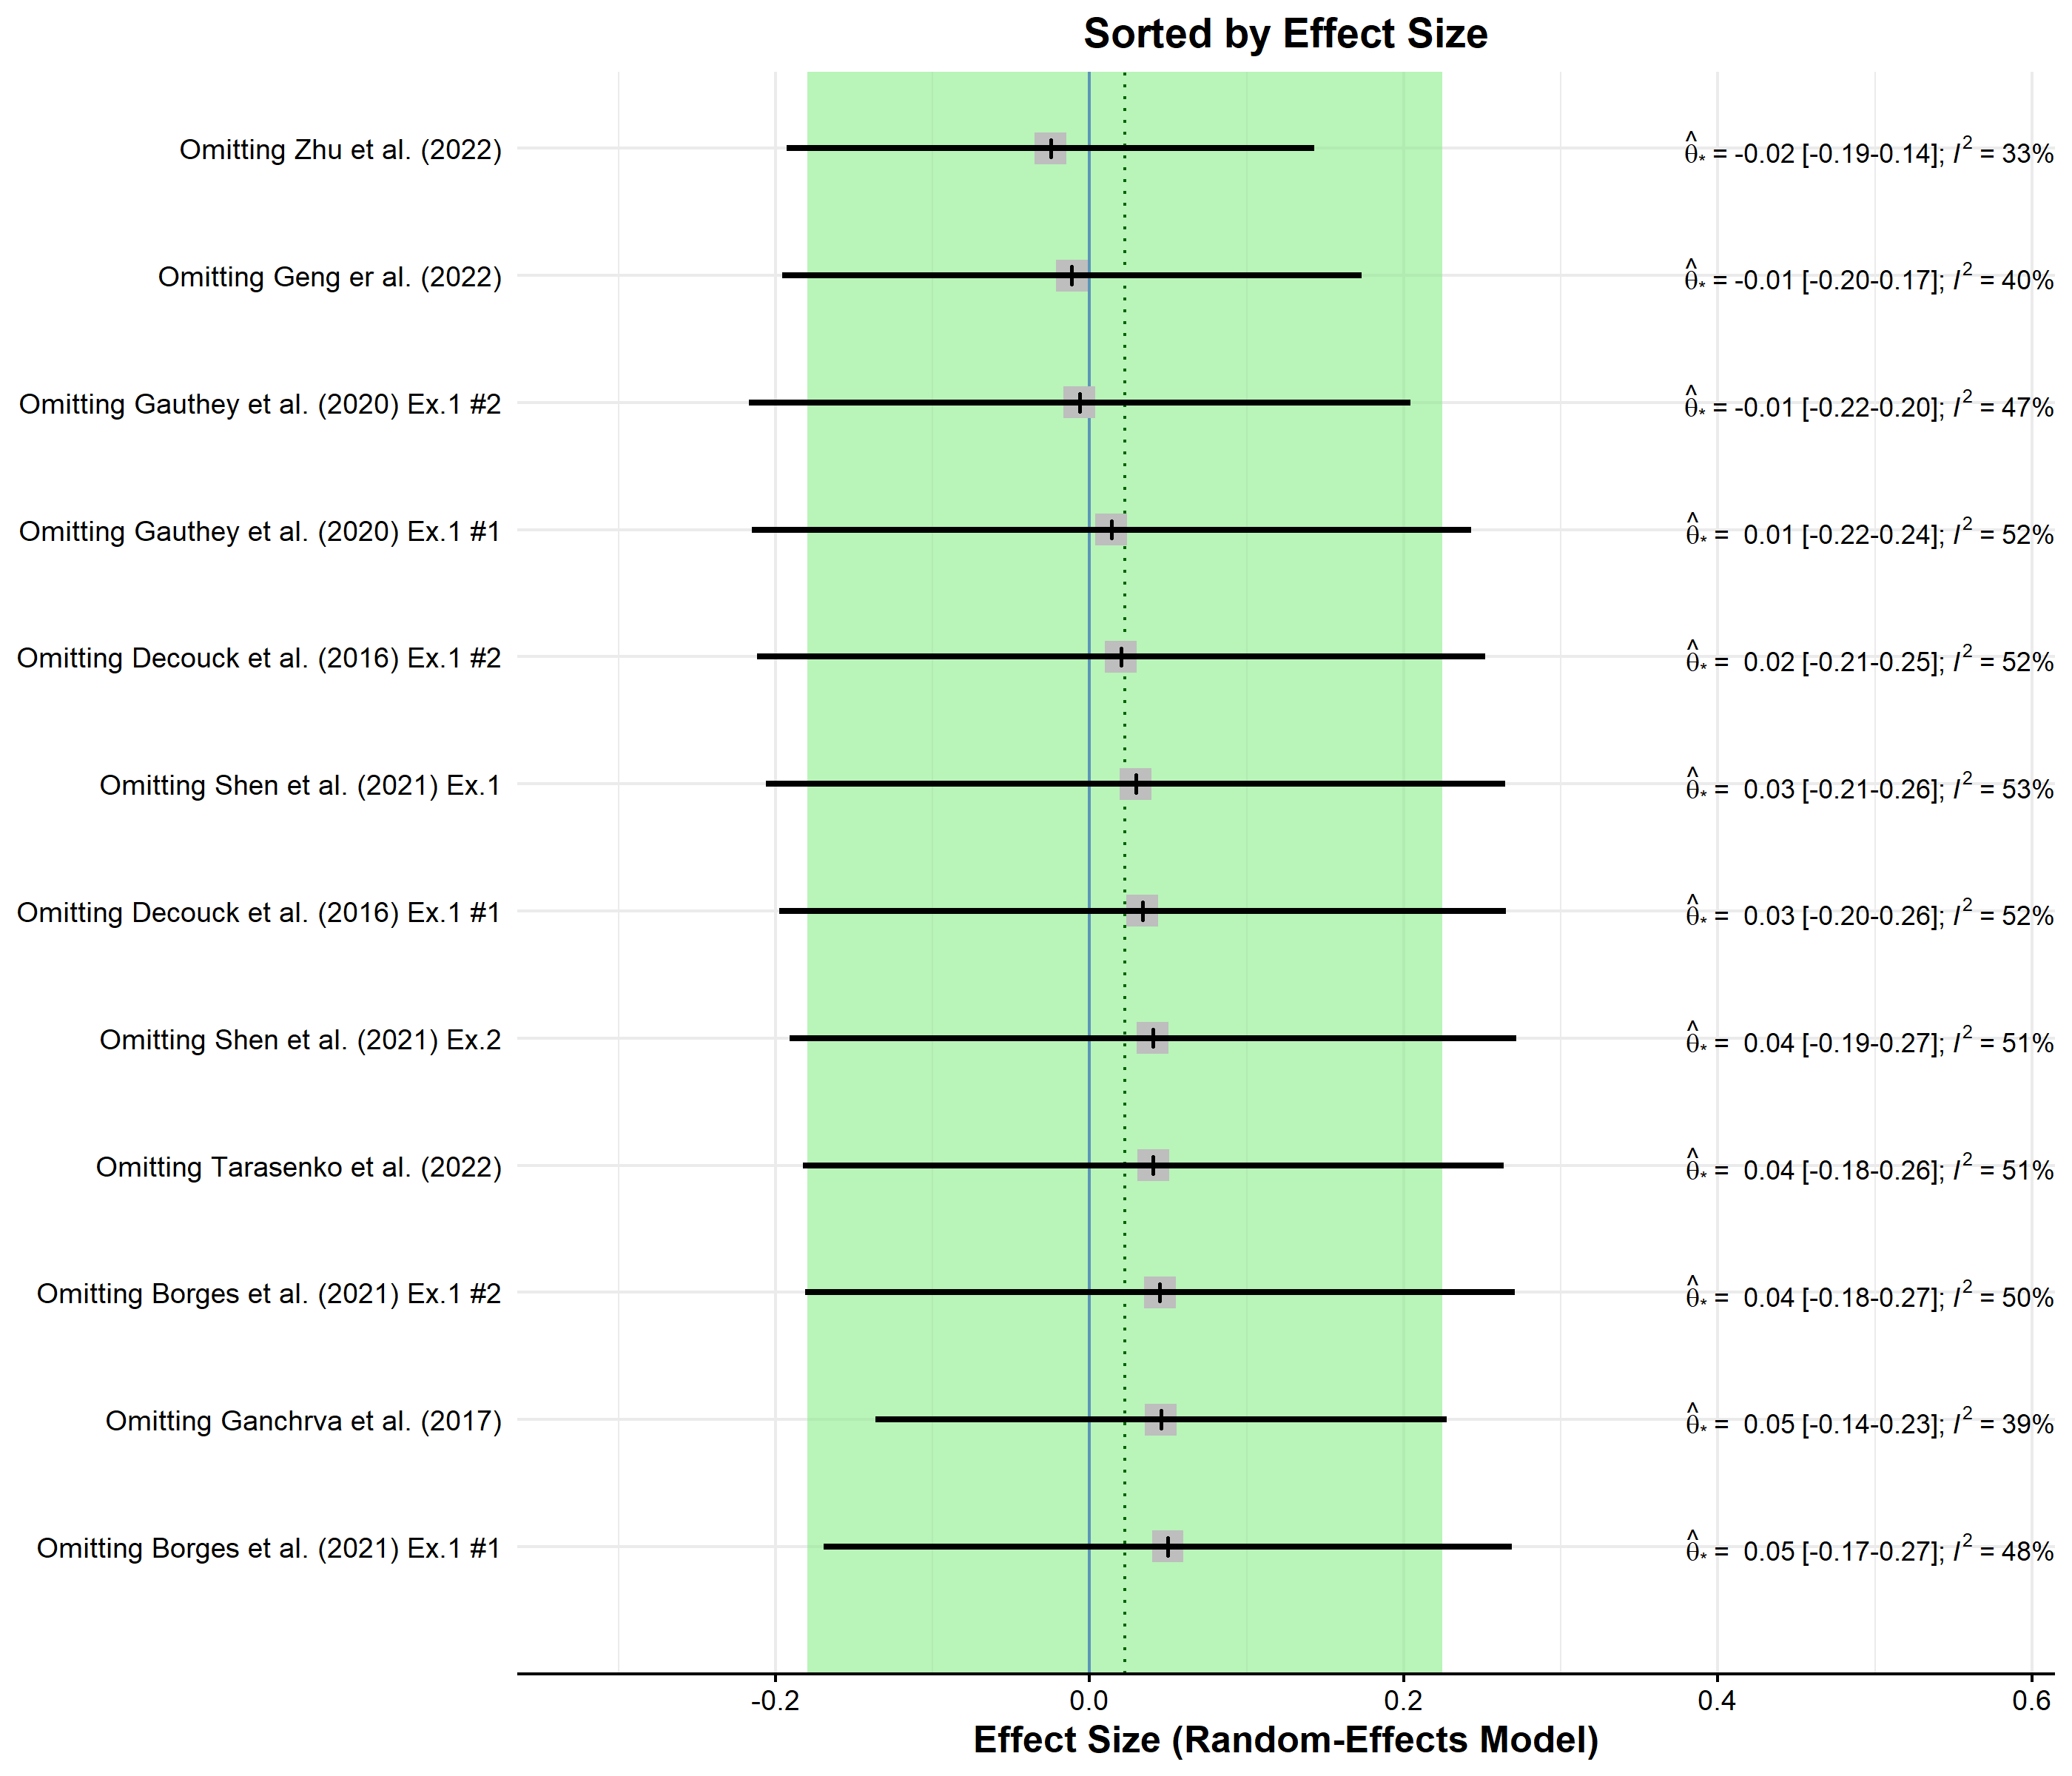 Sorted by Effect Size
Omitting Zhu et al. (2022) θ̂* = -0.02 [-0.19-0.14]; I² = 33%
Omitting Geng er al. (2022) θ̂* = -0.01 [-0.20-0.17]; I² = 40%
Omitting Gauthey et al. (2020) Ex.1 #2 θ̂* = -0.01 [-0.22-0.20]; I² = 47%
Omitting Gauthey et al. (2020) Ex.1 #1 θ̂* = 0.01 [-0.22-0.24]; I² = 52%
Omitting Decouck et al. (2016) Ex.1 #2 θ̂* = 0.02 [-0.21-0.25]; I² = 52%
Omitting Shen et al. (2021) Ex.1 θ̂* = 0.03 [-0.21-0.26]; I² = 53%
Omitting Decouck et al. (2016) Ex.1 #1 θ̂* = 0.03 [-0.20-0.26]; I² = 52%
Omitting Shen et al. (2021) Ex.2 θ̂* = 0.04 [-0.19-0.27]; I² = 51%
Omitting Tarasenko et al. (2022) θ̂* = 0.04 [-0.18-0.26]; I² = 51%
Omitting Borges et al. (2021) Ex.1 #2 θ̂* = 0.04 [-0.18-0.27]; I² = 50%
Omitting Ganchrva et al. (2017) θ̂* = 0.05 [-0.14-0.23]; I² = 39%
Omitting Borges et al. (2021) Ex.1 #1 θ̂* = 0.05 [-0.17-0.27]; I² = 48%
-0.2 0.0 0.2 0.4 0.6
Effect Size (Random-Effects Model)